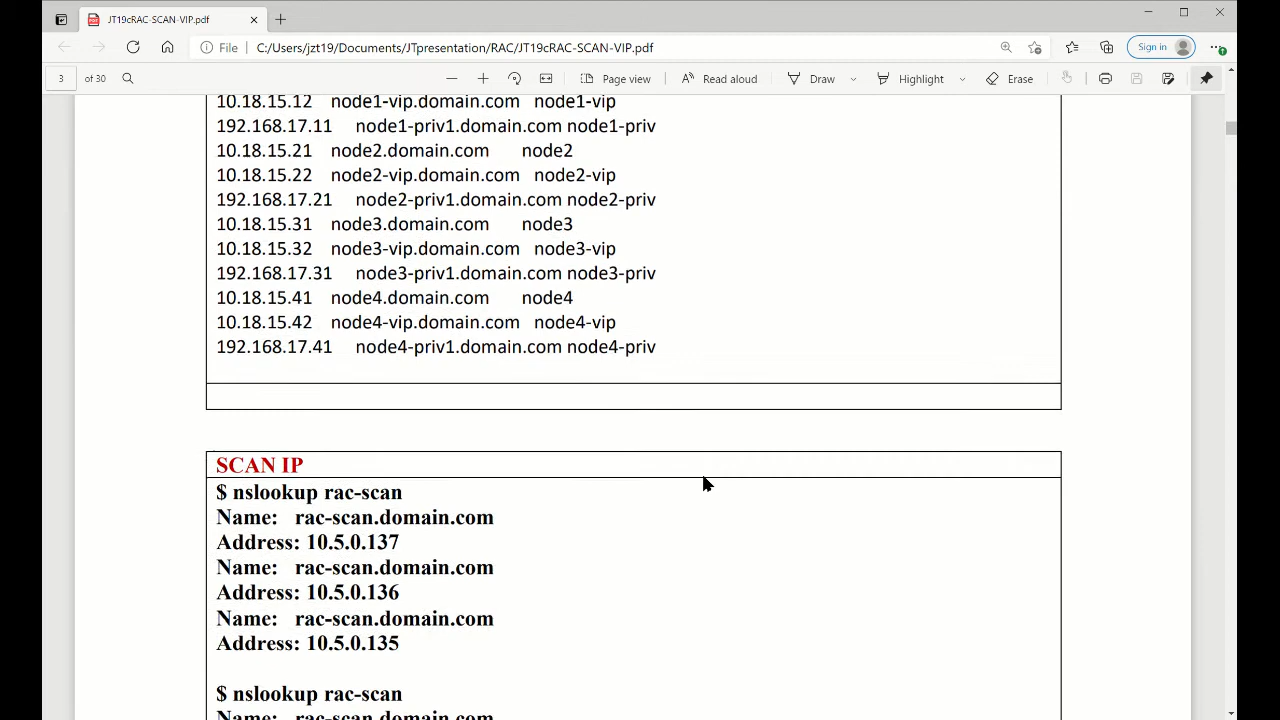 JT19cRAC-SCAN-VIP.pdf
File C:/Users/jzt19/Documents/JTpresentation/RAC/JT19cRAC-SCAN-VIP.pdf
Sign in
3 of 30 Page view Read aloud Draw Highlight Erase
10.18.15.12 node1-vip.domain.com node1-vip
192.168.17.11 node1-priv1.domain.com node1-priv
10.18.15.21 node2.domain.com node2
10.18.15.22 node2-vip.domain.com node2-vip
192.168.17.21 node2-priv1.domain.com node2-priv
10.18.15.31 node3.domain.com node3
10.18.15.32 node3-vip.domain.com node3-vip
192.168.17.31 node3-priv1.domain.com node3-priv
10.18.15.41 node4.domain.com node4
10.18.15.42 node4-vip.domain.com node4-vip
192.168.17.41 node4-priv1.domain.com node4-priv
SCAN IP
$ nslookup rac-scan
Name: rac-scan.domain.com
Address: 10.5.0.137
Name: rac-scan.domain.com
Address: 10.5.0.136
Name: rac-scan.domain.com
Address: 10.5.0.135
$ nslookup rac-scan
Name: rac-scan.domain.com